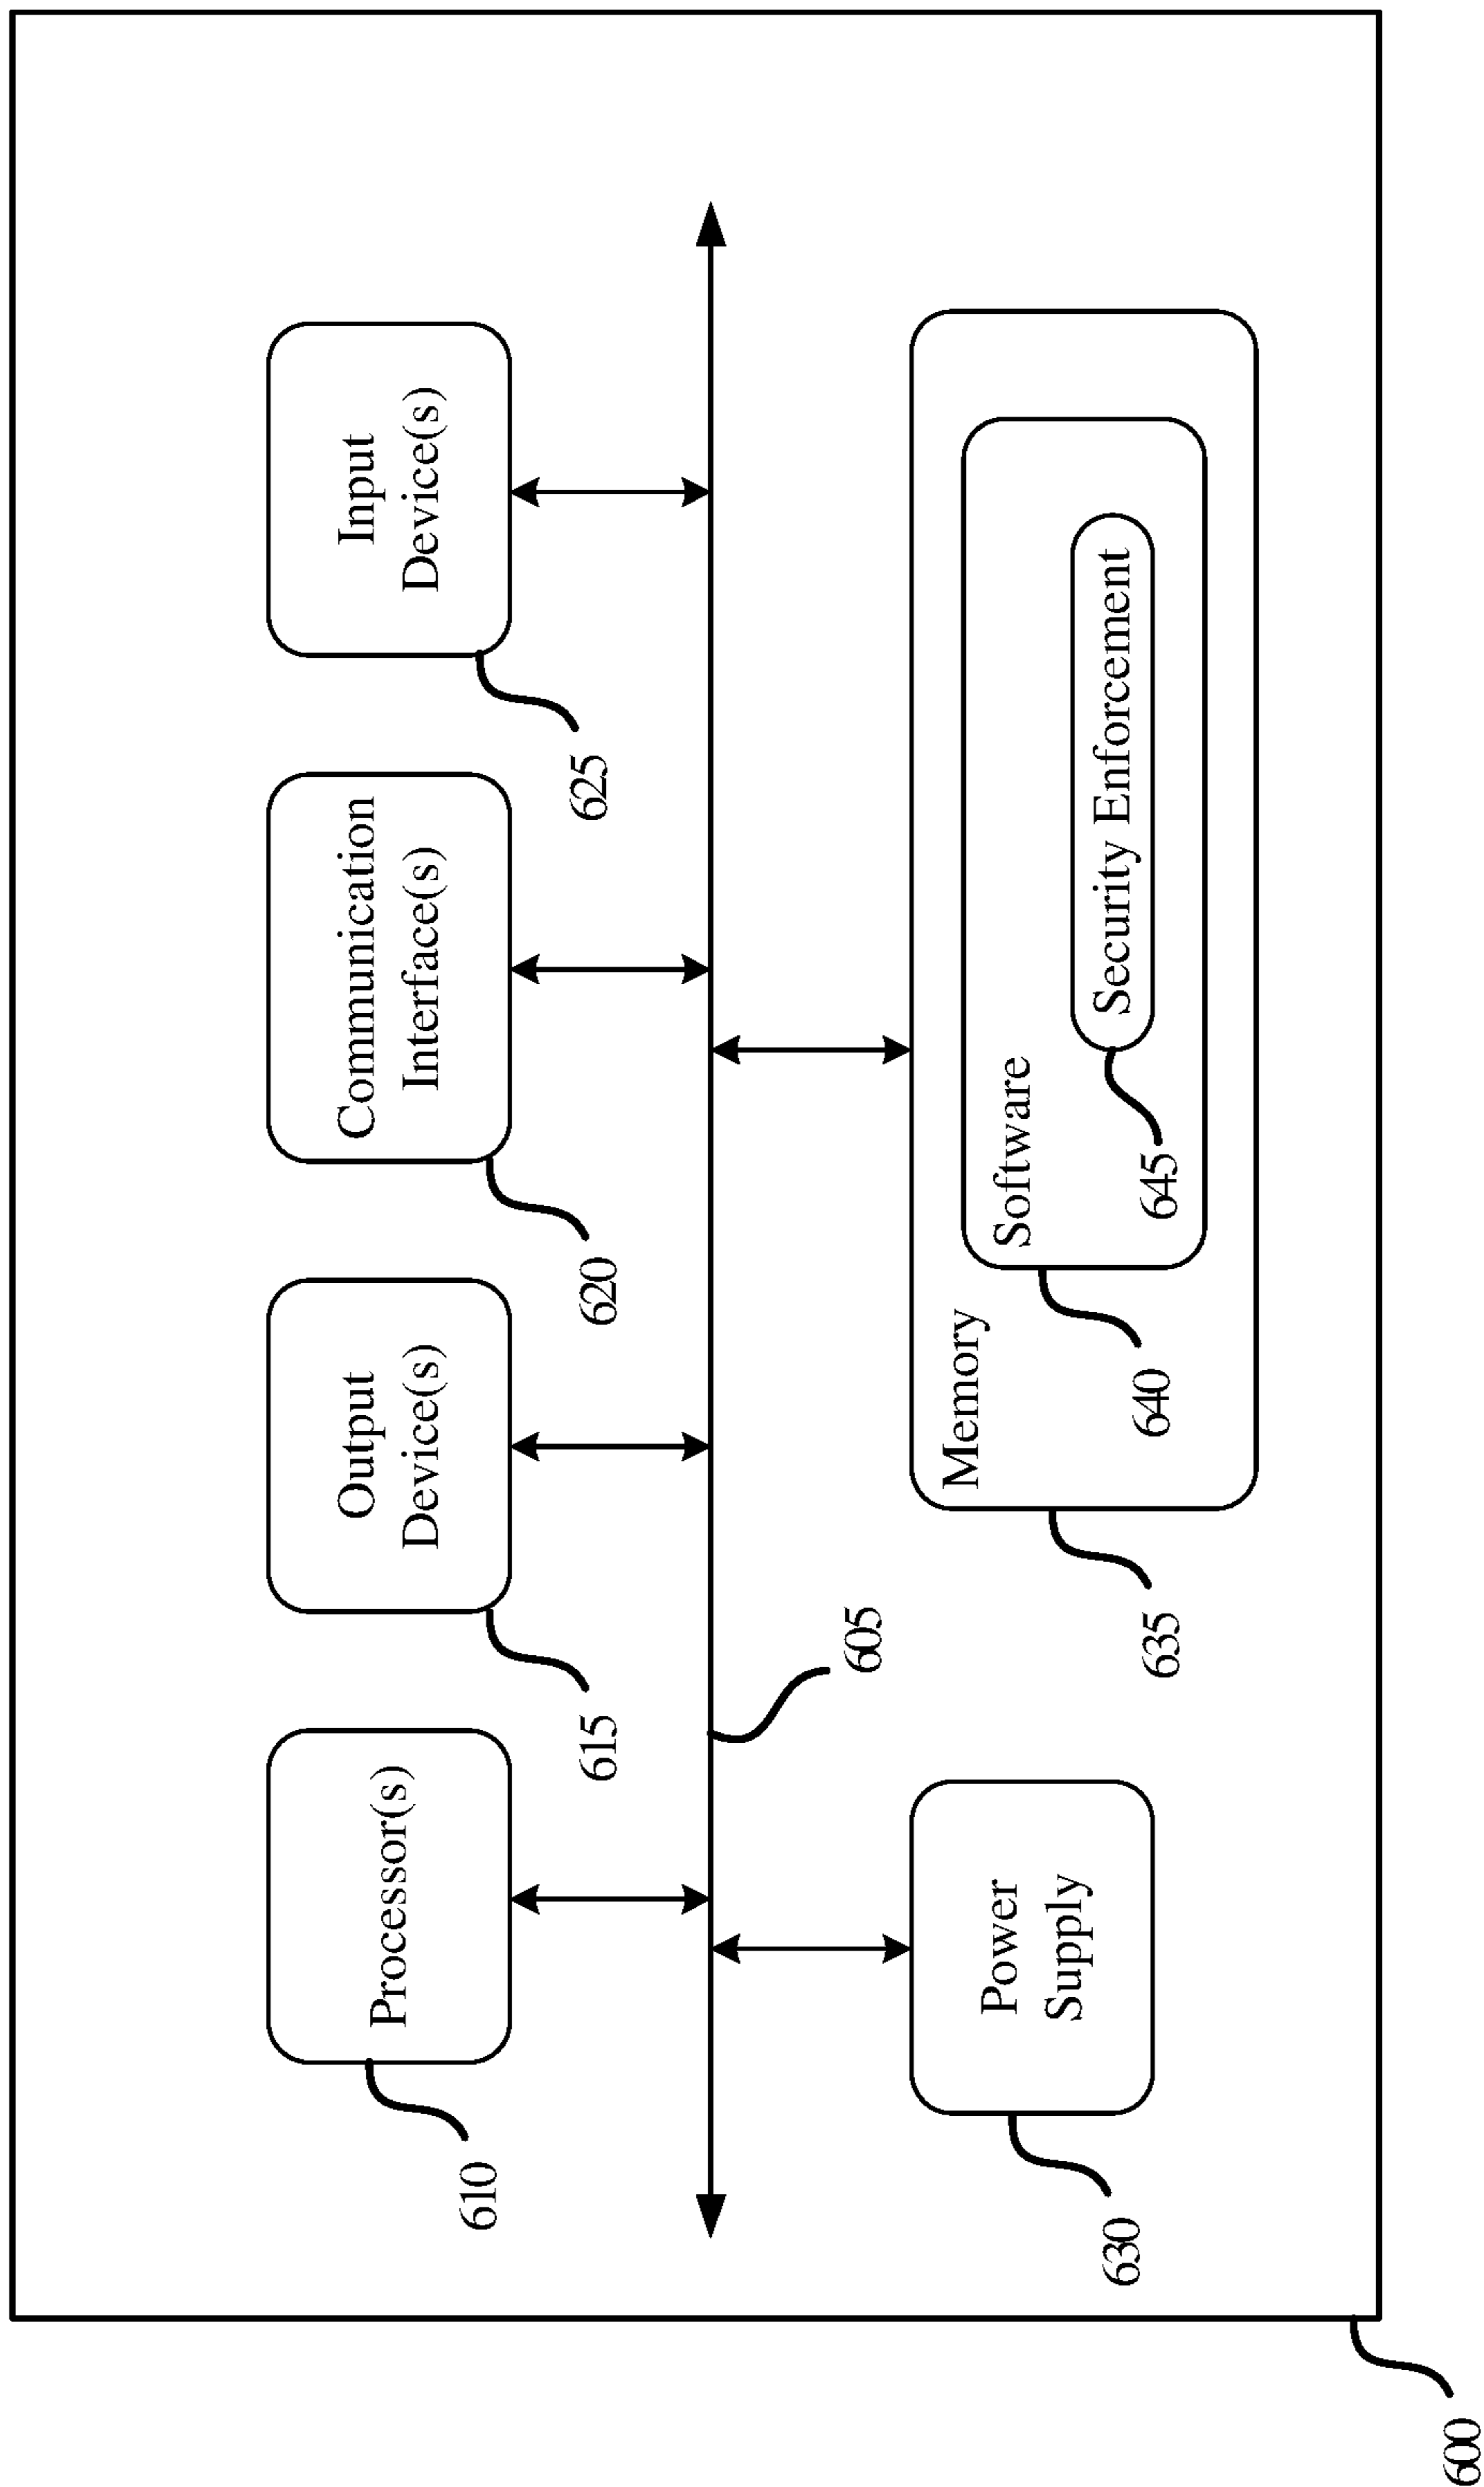 Processor(s)
610
Output
Device(s)
615
Communication
Interface(s)
620
Input
Device(s)
625
605
Power
Supply
630
Memory
635
Software
640
Security Enforcement
645
600